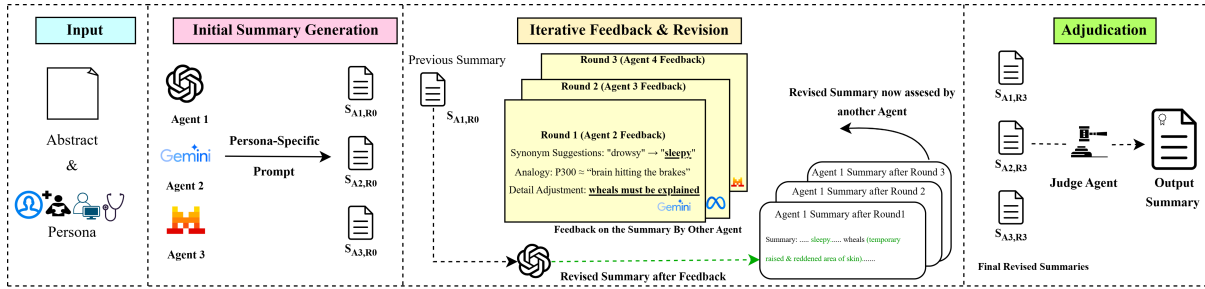 Input
Abstract
&
Persona
Initial Summary Generation
Agent 1
Gemini
Agent 2
Agent 3
Persona-Specific
Prompt
S_A1,R0
S_A2,R0
S_A3,R0
Iterative Feedback & Revision
Previous Summary
S_A1,R0
Round 3 (Agent 4 Feedback)
Round 2 (Agent 3 Feedback)
Round 1 (Agent 2 Feedback)
Synonym Suggestions: "drowsy" → "sleepy"
Analogy: P300 ≈ “brain hitting the brakes”
Detail Adjustment: wheals must be explained
Gemini
Feedback on the Summary By Other Agent
Revised Summary after Feedback
Revised Summary now assesed by
another Agent
Agent 1 Summary after Round 3
Agent 1 Summary after Round 2
Agent 1 Summary after Round1
Summary: ..... sleepy...... wheals (temporary
raised & reddened area of skin).......
Adjudication
S_A1,R3
S_A2,R3
S_A3,R3
Final Revised Summaries
Judge Agent
Output
Summary